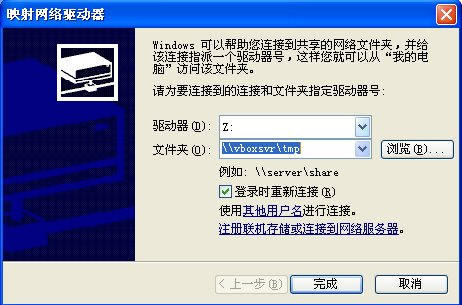 映射网络驱动器
Windows 可以帮助您连接到共享的网络文件夹，并给
该连接指派一个驱动器号，这样您就可以从“我的电
脑”访问该文件夹。
请为要连接到的连接和文件夹指定驱动器号:
驱动器(D): Z:
文件夹(O): \\vboxsvr\tmp 浏览(B)...
例如: \\server\share
登录时重新连接(R)
使用其他用户名进行连接。
注册联机存储或连接到网络服务器。
< 上一步(B) 完成 取消